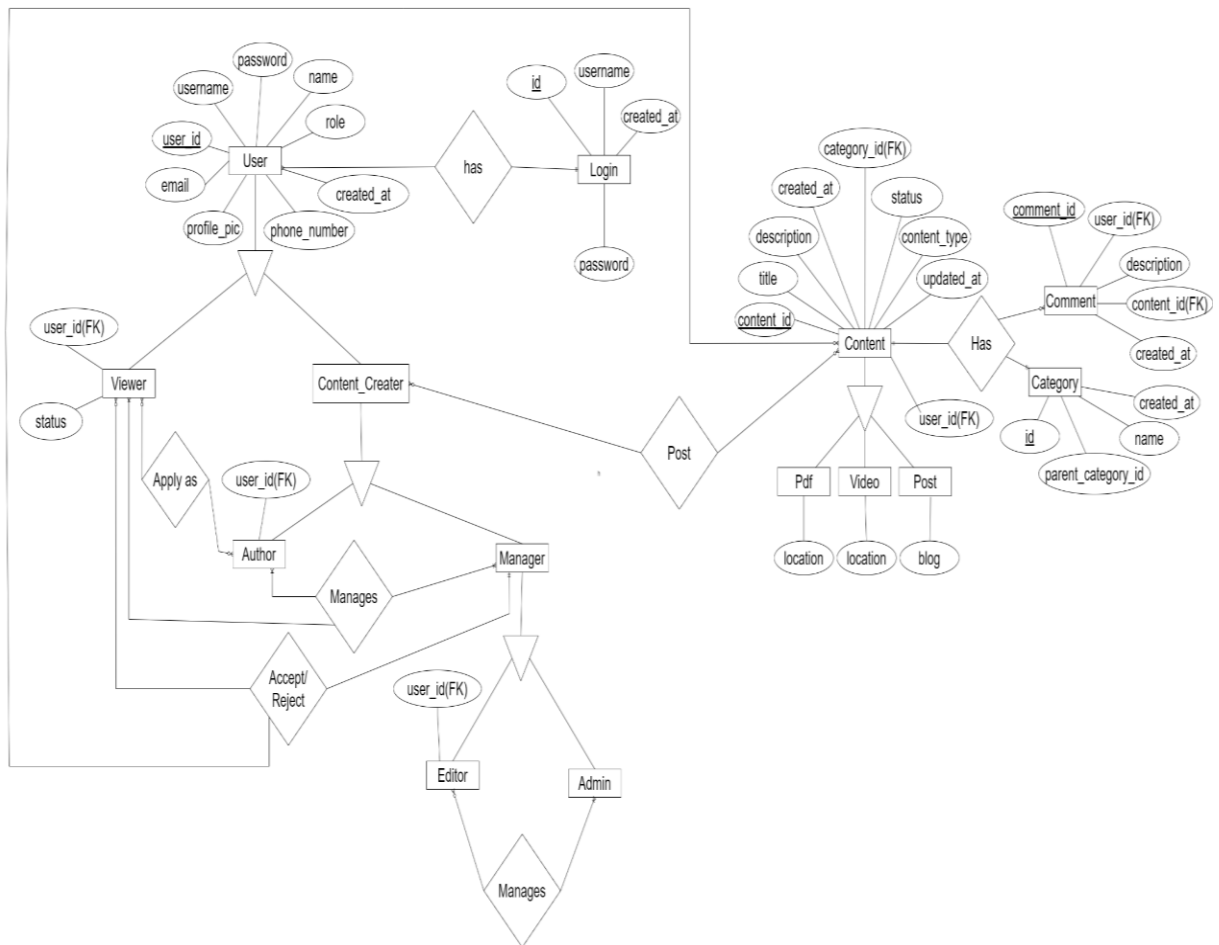 password
username
name
user_id
role
User
email
created_at
profile_pic
phone_number
has
id
username
created_at
Login
password
category_id(FK)
created_at
status
description
content_type
title
updated_at
content_id
Content
user_id(FK)
Has
comment_id
user_id(FK)
description
Comment
content_id(FK)
created_at
Category
created_at
id
name
parent_category_id
user_id(FK)
Viewer
status
Content_Creater
Post
Pdf
Video
Post
location
location
blog
Apply as
user_id(FK)
Author
Manager
Manages
Accept/
Reject
user_id(FK)
Editor
Admin
Manages